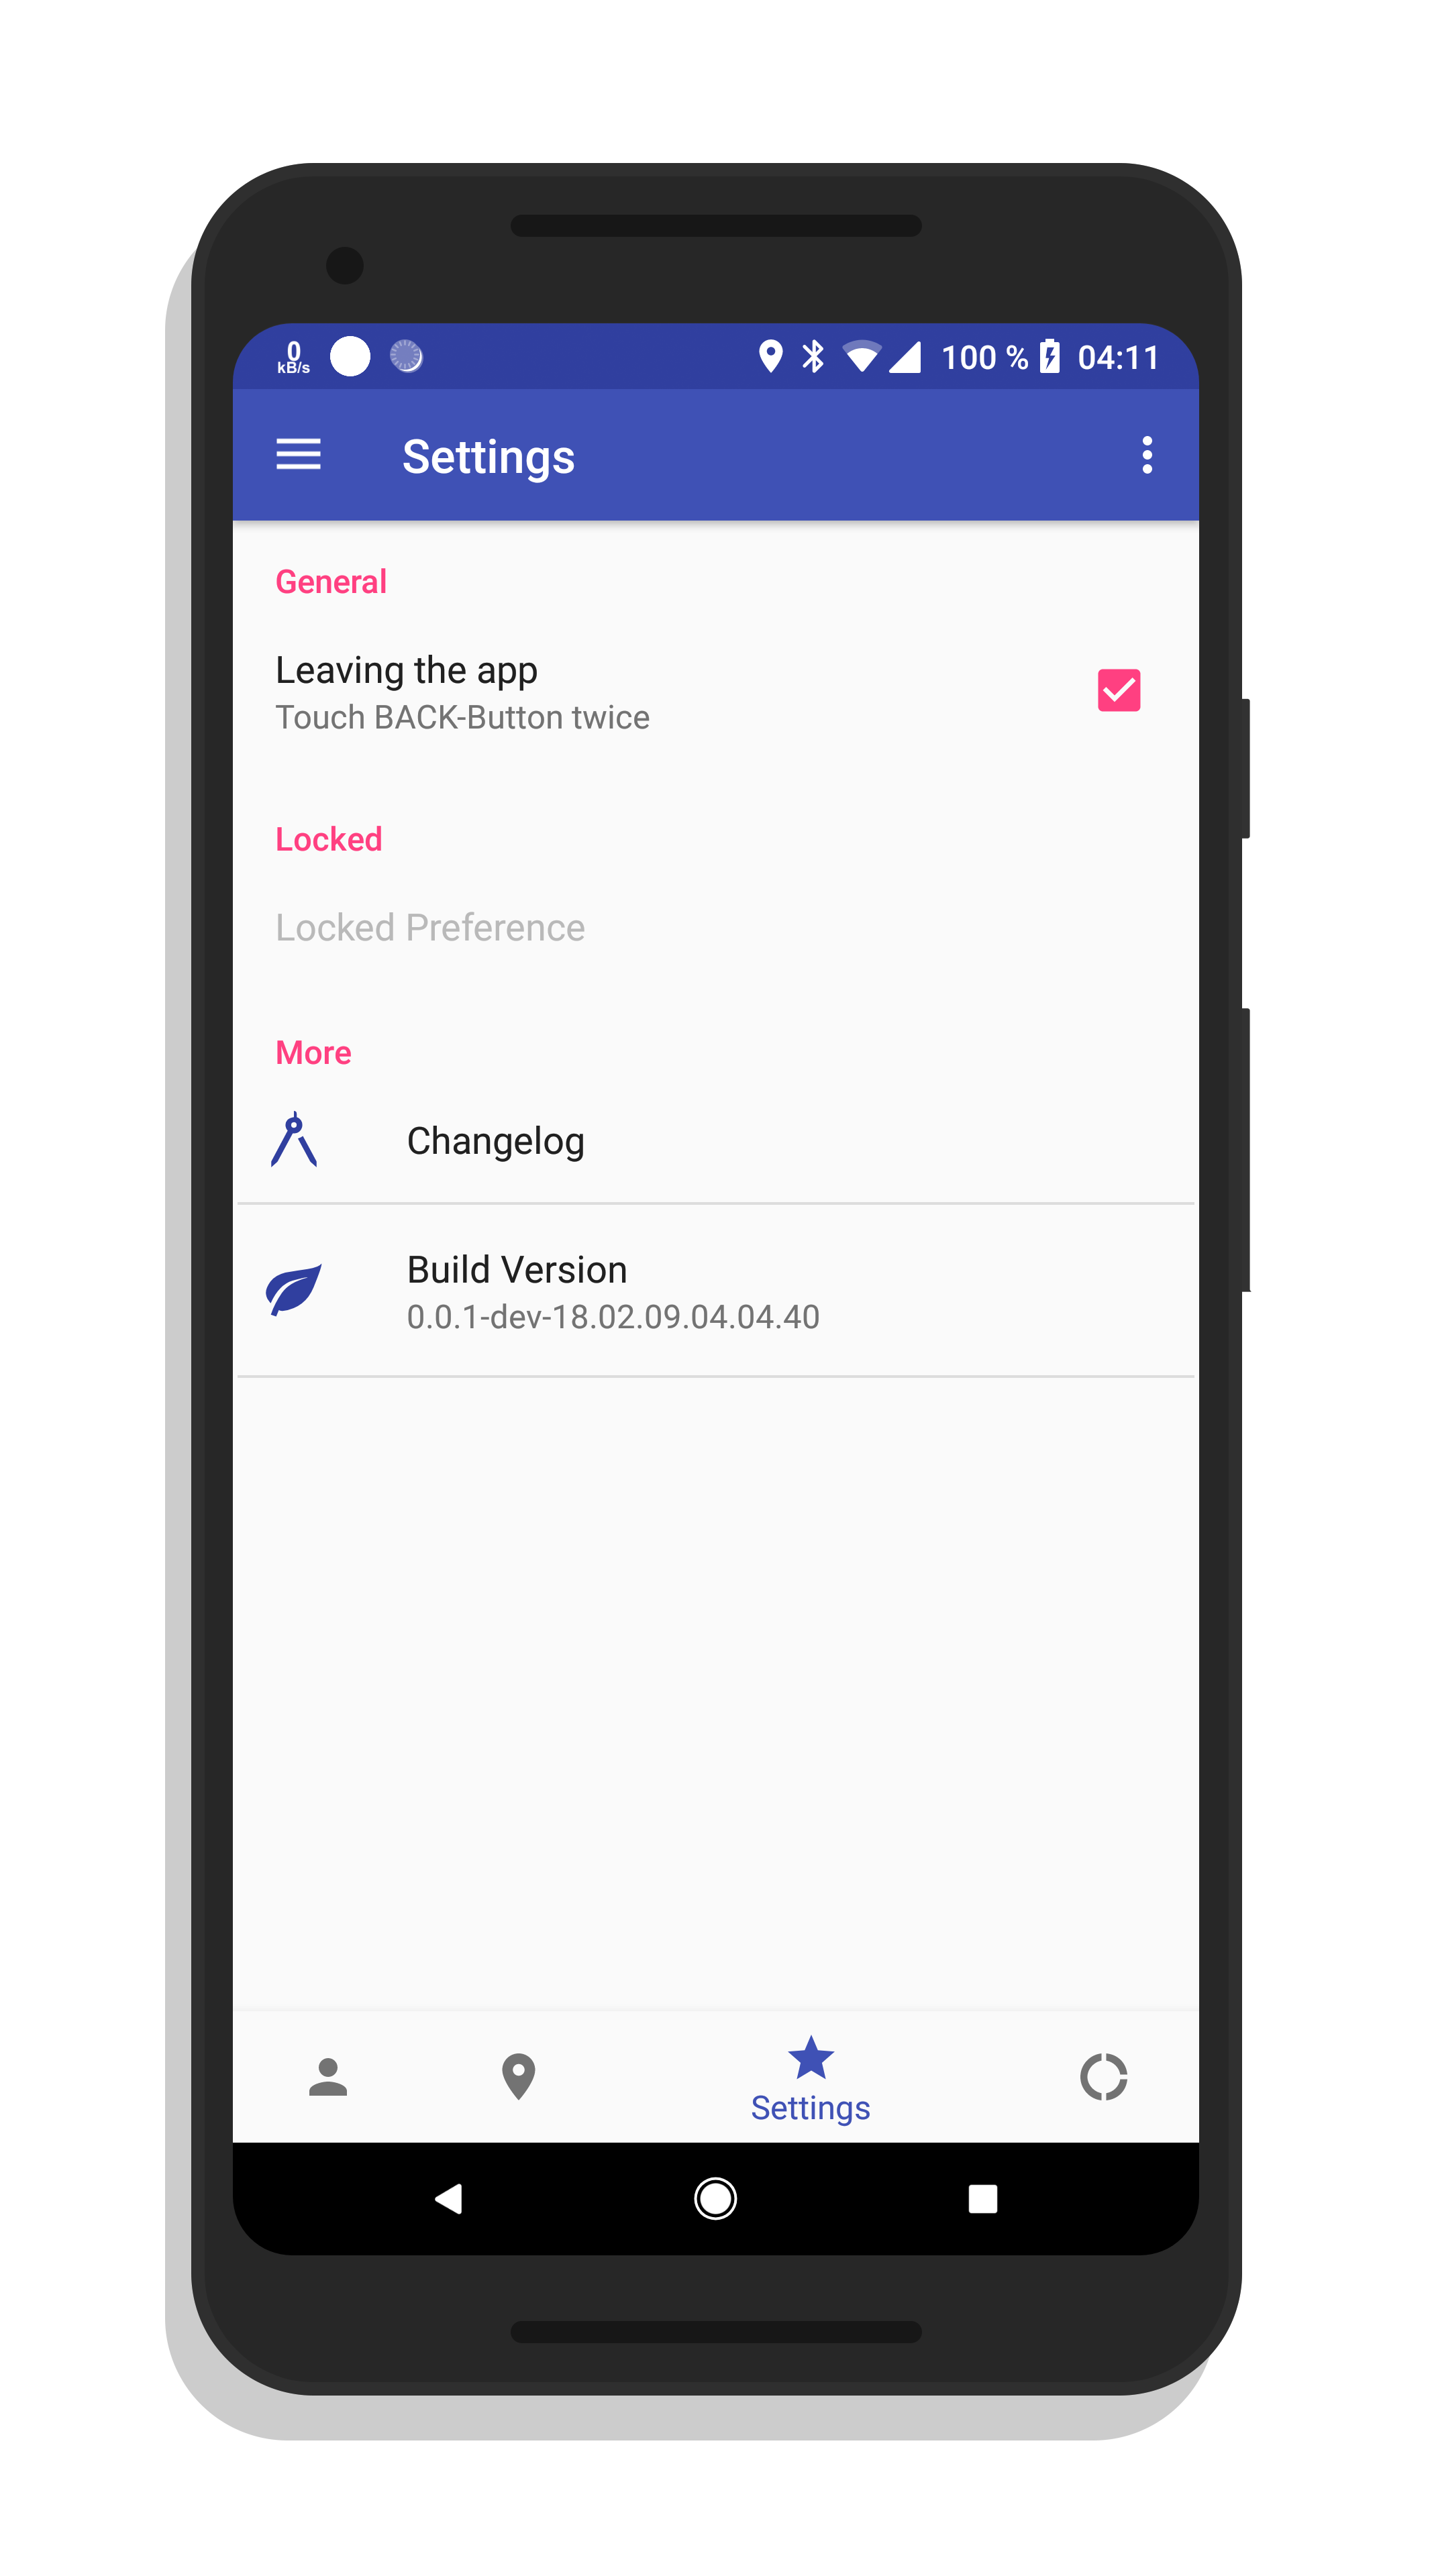 0
kB/s
100 %
04:11
Settings
General
Leaving the app
Touch BACK-Button twice
Locked
Locked Preference
More
Changelog
Build Version
0.0.1-dev-18.02.09.04.04.40
Settings